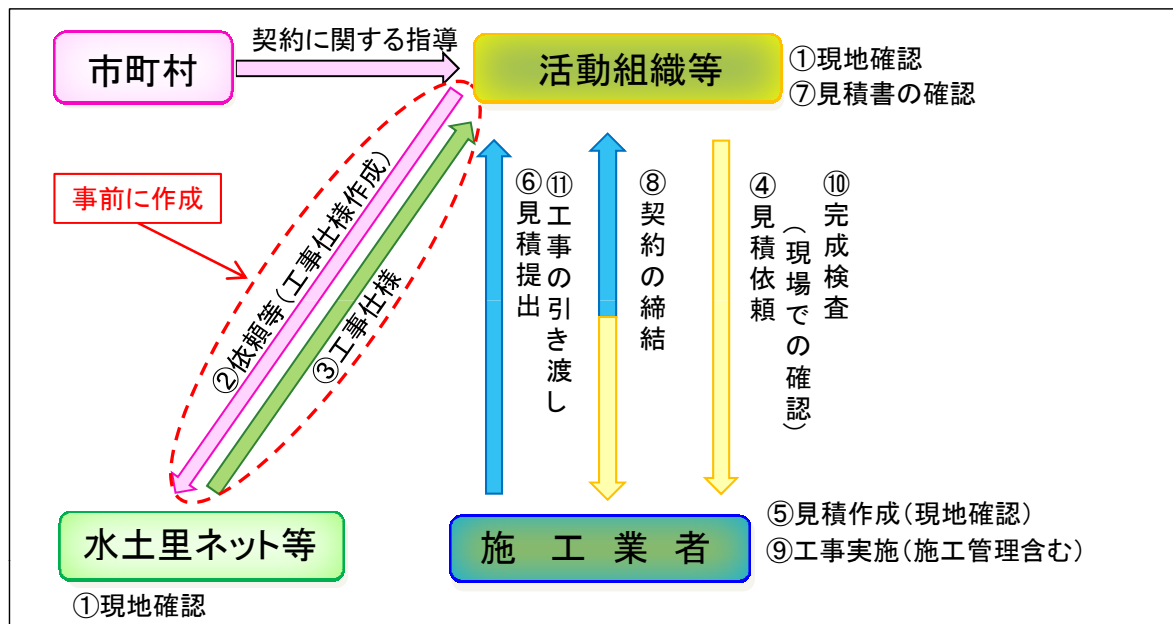 契約に関する指導
市町村
活動組織等
①現地確認
⑦見積書の確認
事前に作成
②依頼等(工事仕様作成)
③工事仕様
⑥見積提出
⑪工事の引き渡し
⑧契約の締結
④見積依頼
(現場での確認)
⑩完成検査
水土里ネット等
①現地確認
施工業者
⑤見積作成(現地確認)
⑨工事実施(施工管理含む)